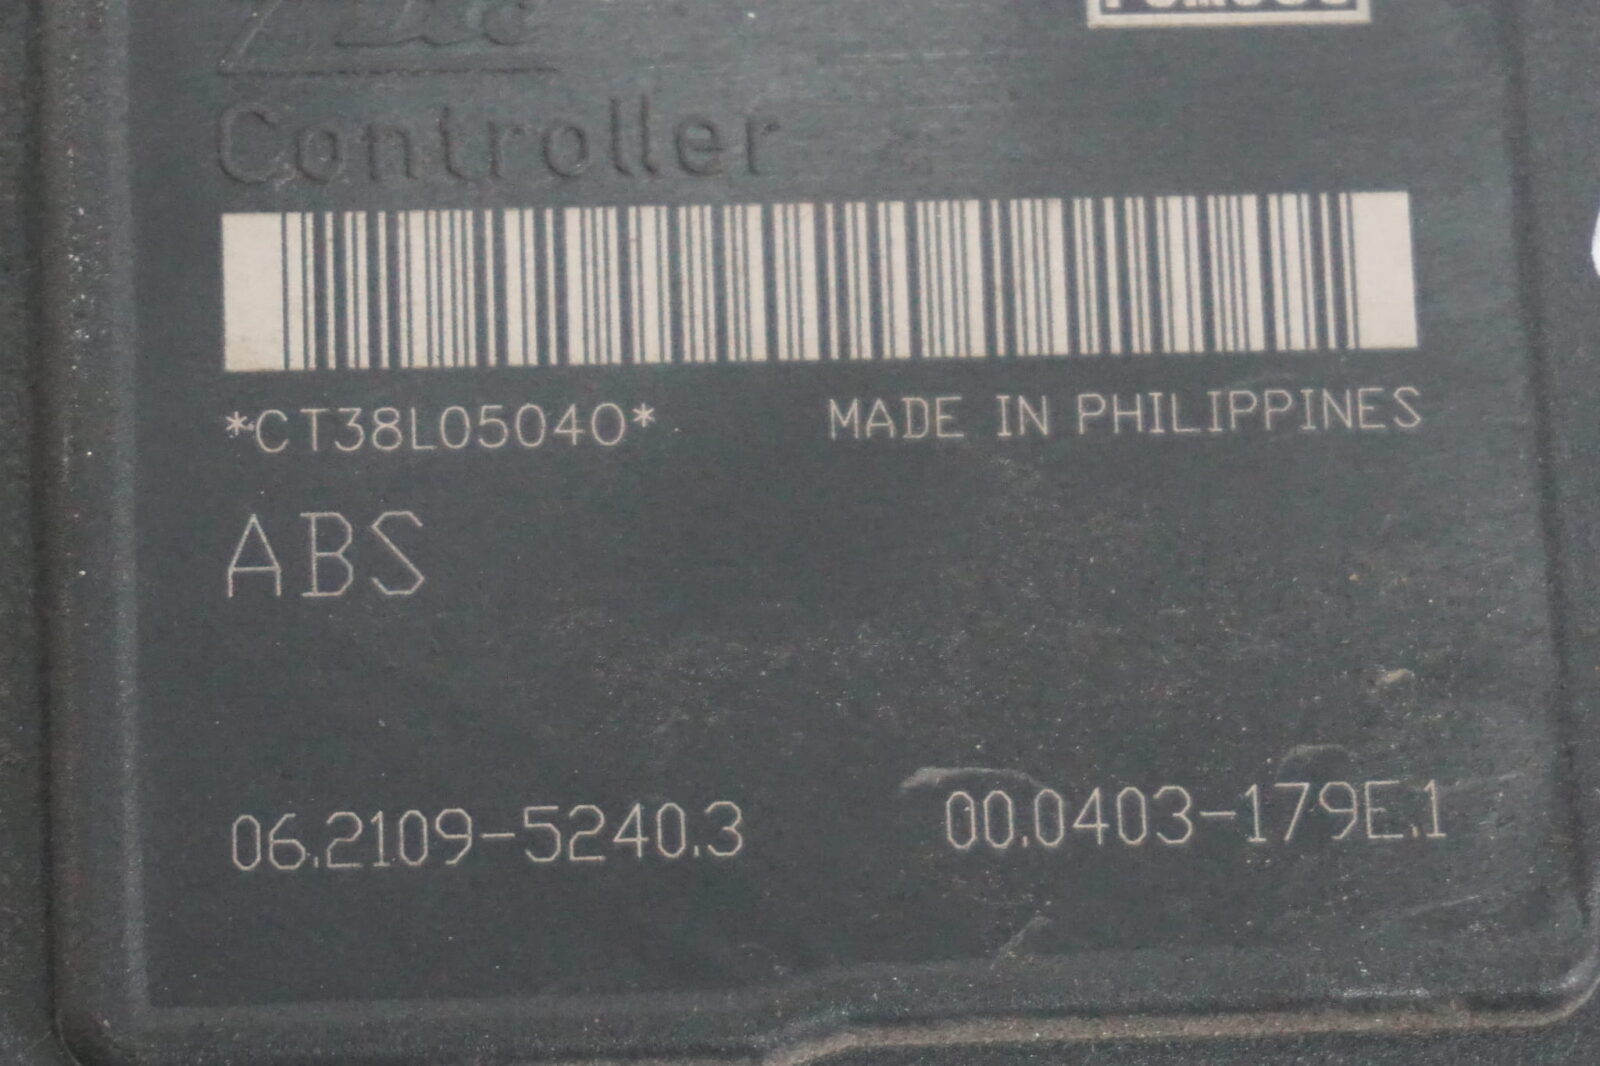 Controller
*CT38L05040*
MADE IN PHILIPPINES
ABS
06.2109-5240.3
00.0403-179E.1